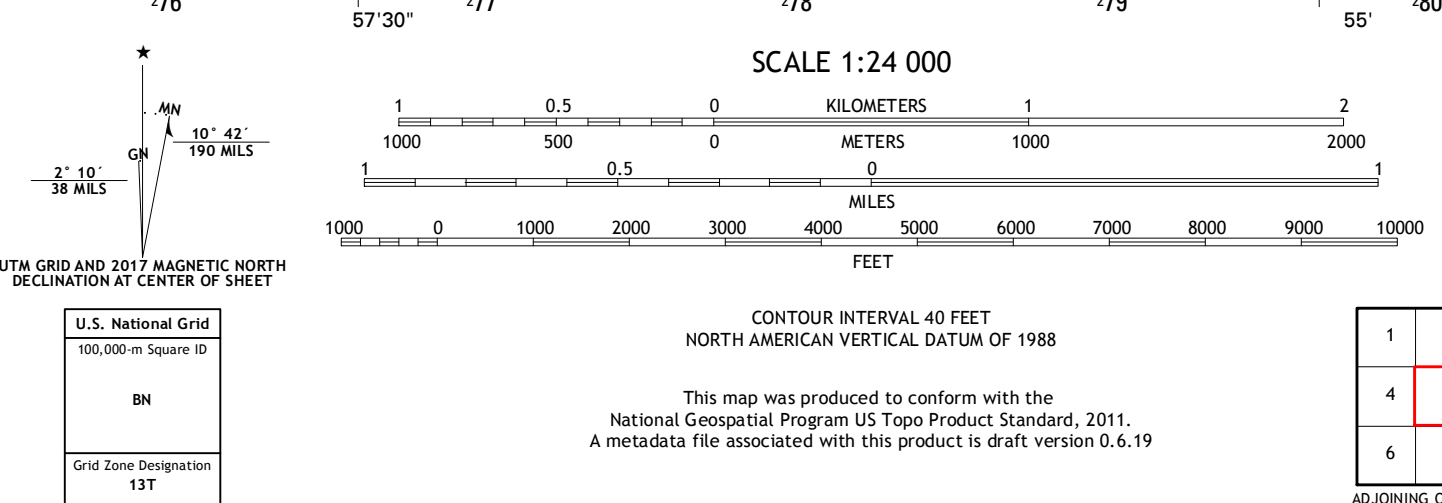 ²76 ²77 ²78 ²79 ²80
57'30" 55'
★
MN
GN
10° 42´
190 MILS
2° 10´
38 MILS
UTM GRID AND 2017 MAGNETIC NORTH
DECLINATION AT CENTER OF SHEET
U.S. National Grid
100,000-m Square ID
BN
Grid Zone Designation
13T
SCALE 1:24 000
1 0.5 0 KILOMETERS 1 2
1000 500 0 METERS 1000 2000
1 0.5 0 1
MILES
1000 0 1000 2000 3000 4000 5000 6000 7000 8000 9000 10000
FEET
CONTOUR INTERVAL 40 FEET
NORTH AMERICAN VERTICAL DATUM OF 1988
This map was produced to conform with the
National Geospatial Program US Topo Product Standard, 2011.
A metadata file associated with this product is draft version 0.6.19
1
4
6
ADJOINING